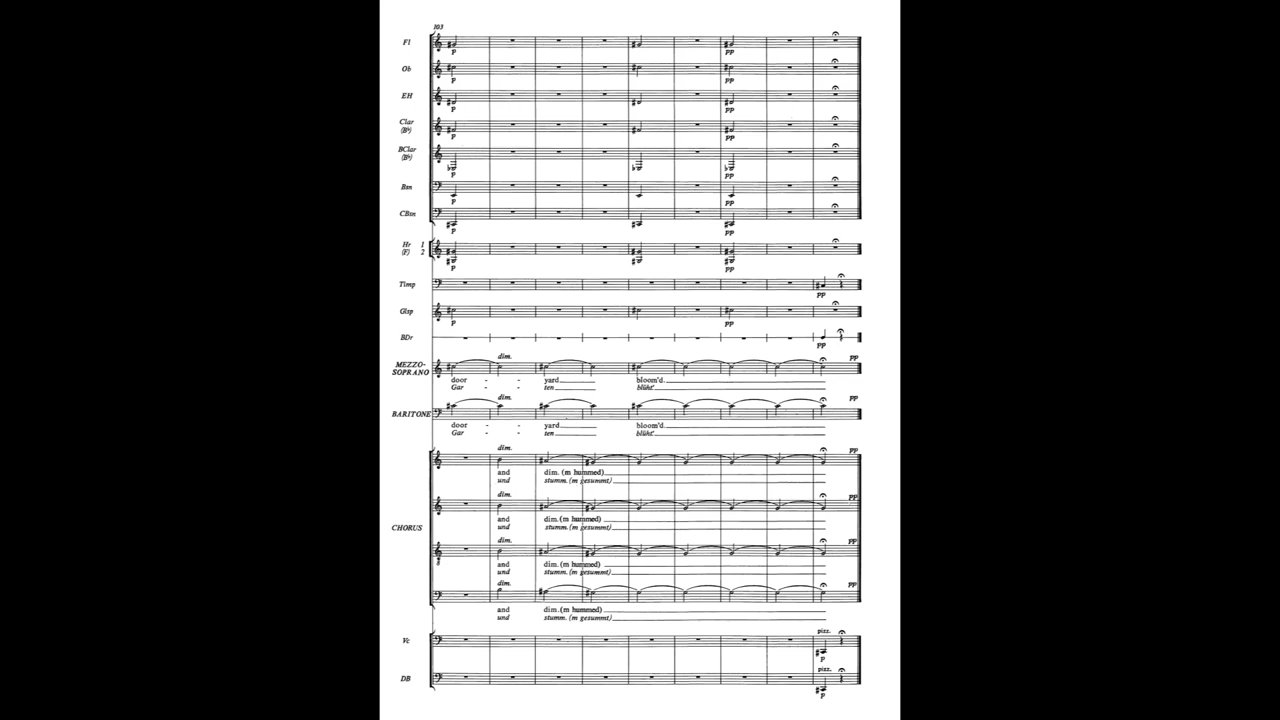 103
Fl
p
pp
Ob
p
pp
EH
p
pp
Clar
(B♭)
p
pp
BClar
(B♭)
p
pp
Bsn
p
pp
CBsn
p
pp
Hr 1
(F) 2
p
pp
Timp
pp
Glsp
p
pp
BDr
pp
dim.
pp
MEZZO-
SOPRANO
door - - yard bloom'd
Gar - - ten blüht'
dim.
pp
BARITONE
door - - yard bloom'd
Gar - - ten blüht'
dim.
pp
and dim. (m hummed)
und stumm. (m gesummt)
dim.
pp
and dim. (m hummed)
CHORUS
und stumm. (m gesummt)
dim.
pp
8
and dim. (m hummed)
und stumm. (m gesummt)
dim.
pp
and dim. (m hummed)
und stumm. (m gesummt)
pizz.
Vc
p
pizz.
DB
p